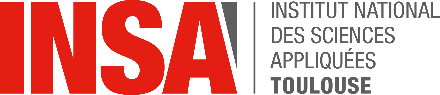 INSA
INSTITUT NATIONAL
DES SCIENCES
APPLIQUÉES
TOULOUSE